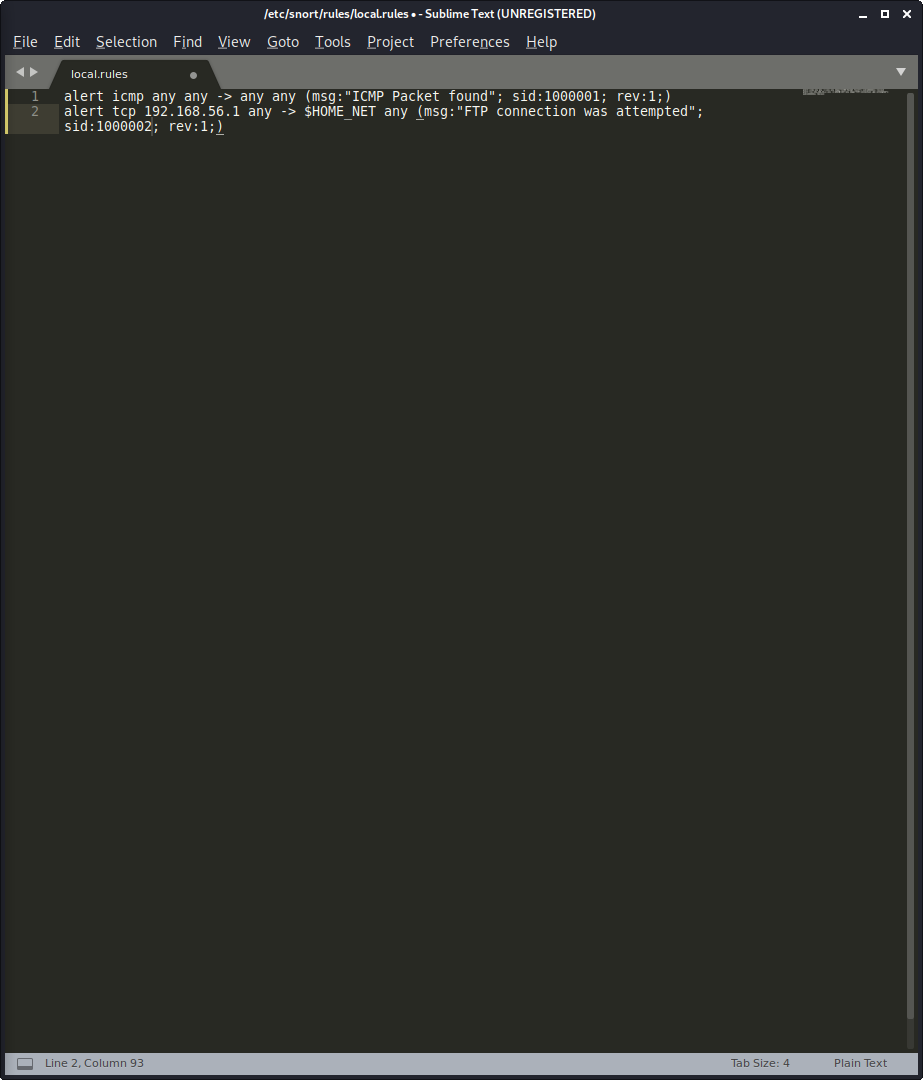 /etc/snort/rules/local.rules • - Sublime Text (UNREGISTERED)
File Edit Selection Find View Goto Tools Project Preferences Help
local.rules
1 alert icmp any any -> any any (msg:"ICMP Packet found"; sid:1000001; rev:1;)
2 alert tcp 192.168.56.1 any -> $HOME_NET any (msg:"FTP connection was attempted";
sid:1000002; rev:1;)
Line 2, Column 93 Tab Size: 4 Plain Text